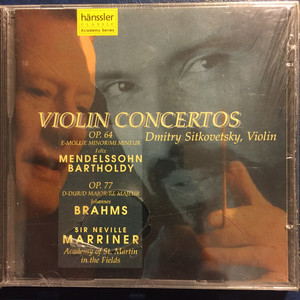 hänssler
CLASSIC
Academy Series
VIOLIN CONCERTOS
OP. 64
E-MOLL/E MINOR/MI MINEUR
Felix
MENDELSSOHN
BARTHOLDY
OP. 77
D-DUR/D MAJOR/RÉ MAJEUR
Johannes
BRAHMS
SIR NEVILLE
MARRINER
Academy of St. Martin
in the Fields
Dmitry Sitkovetsky, Violin